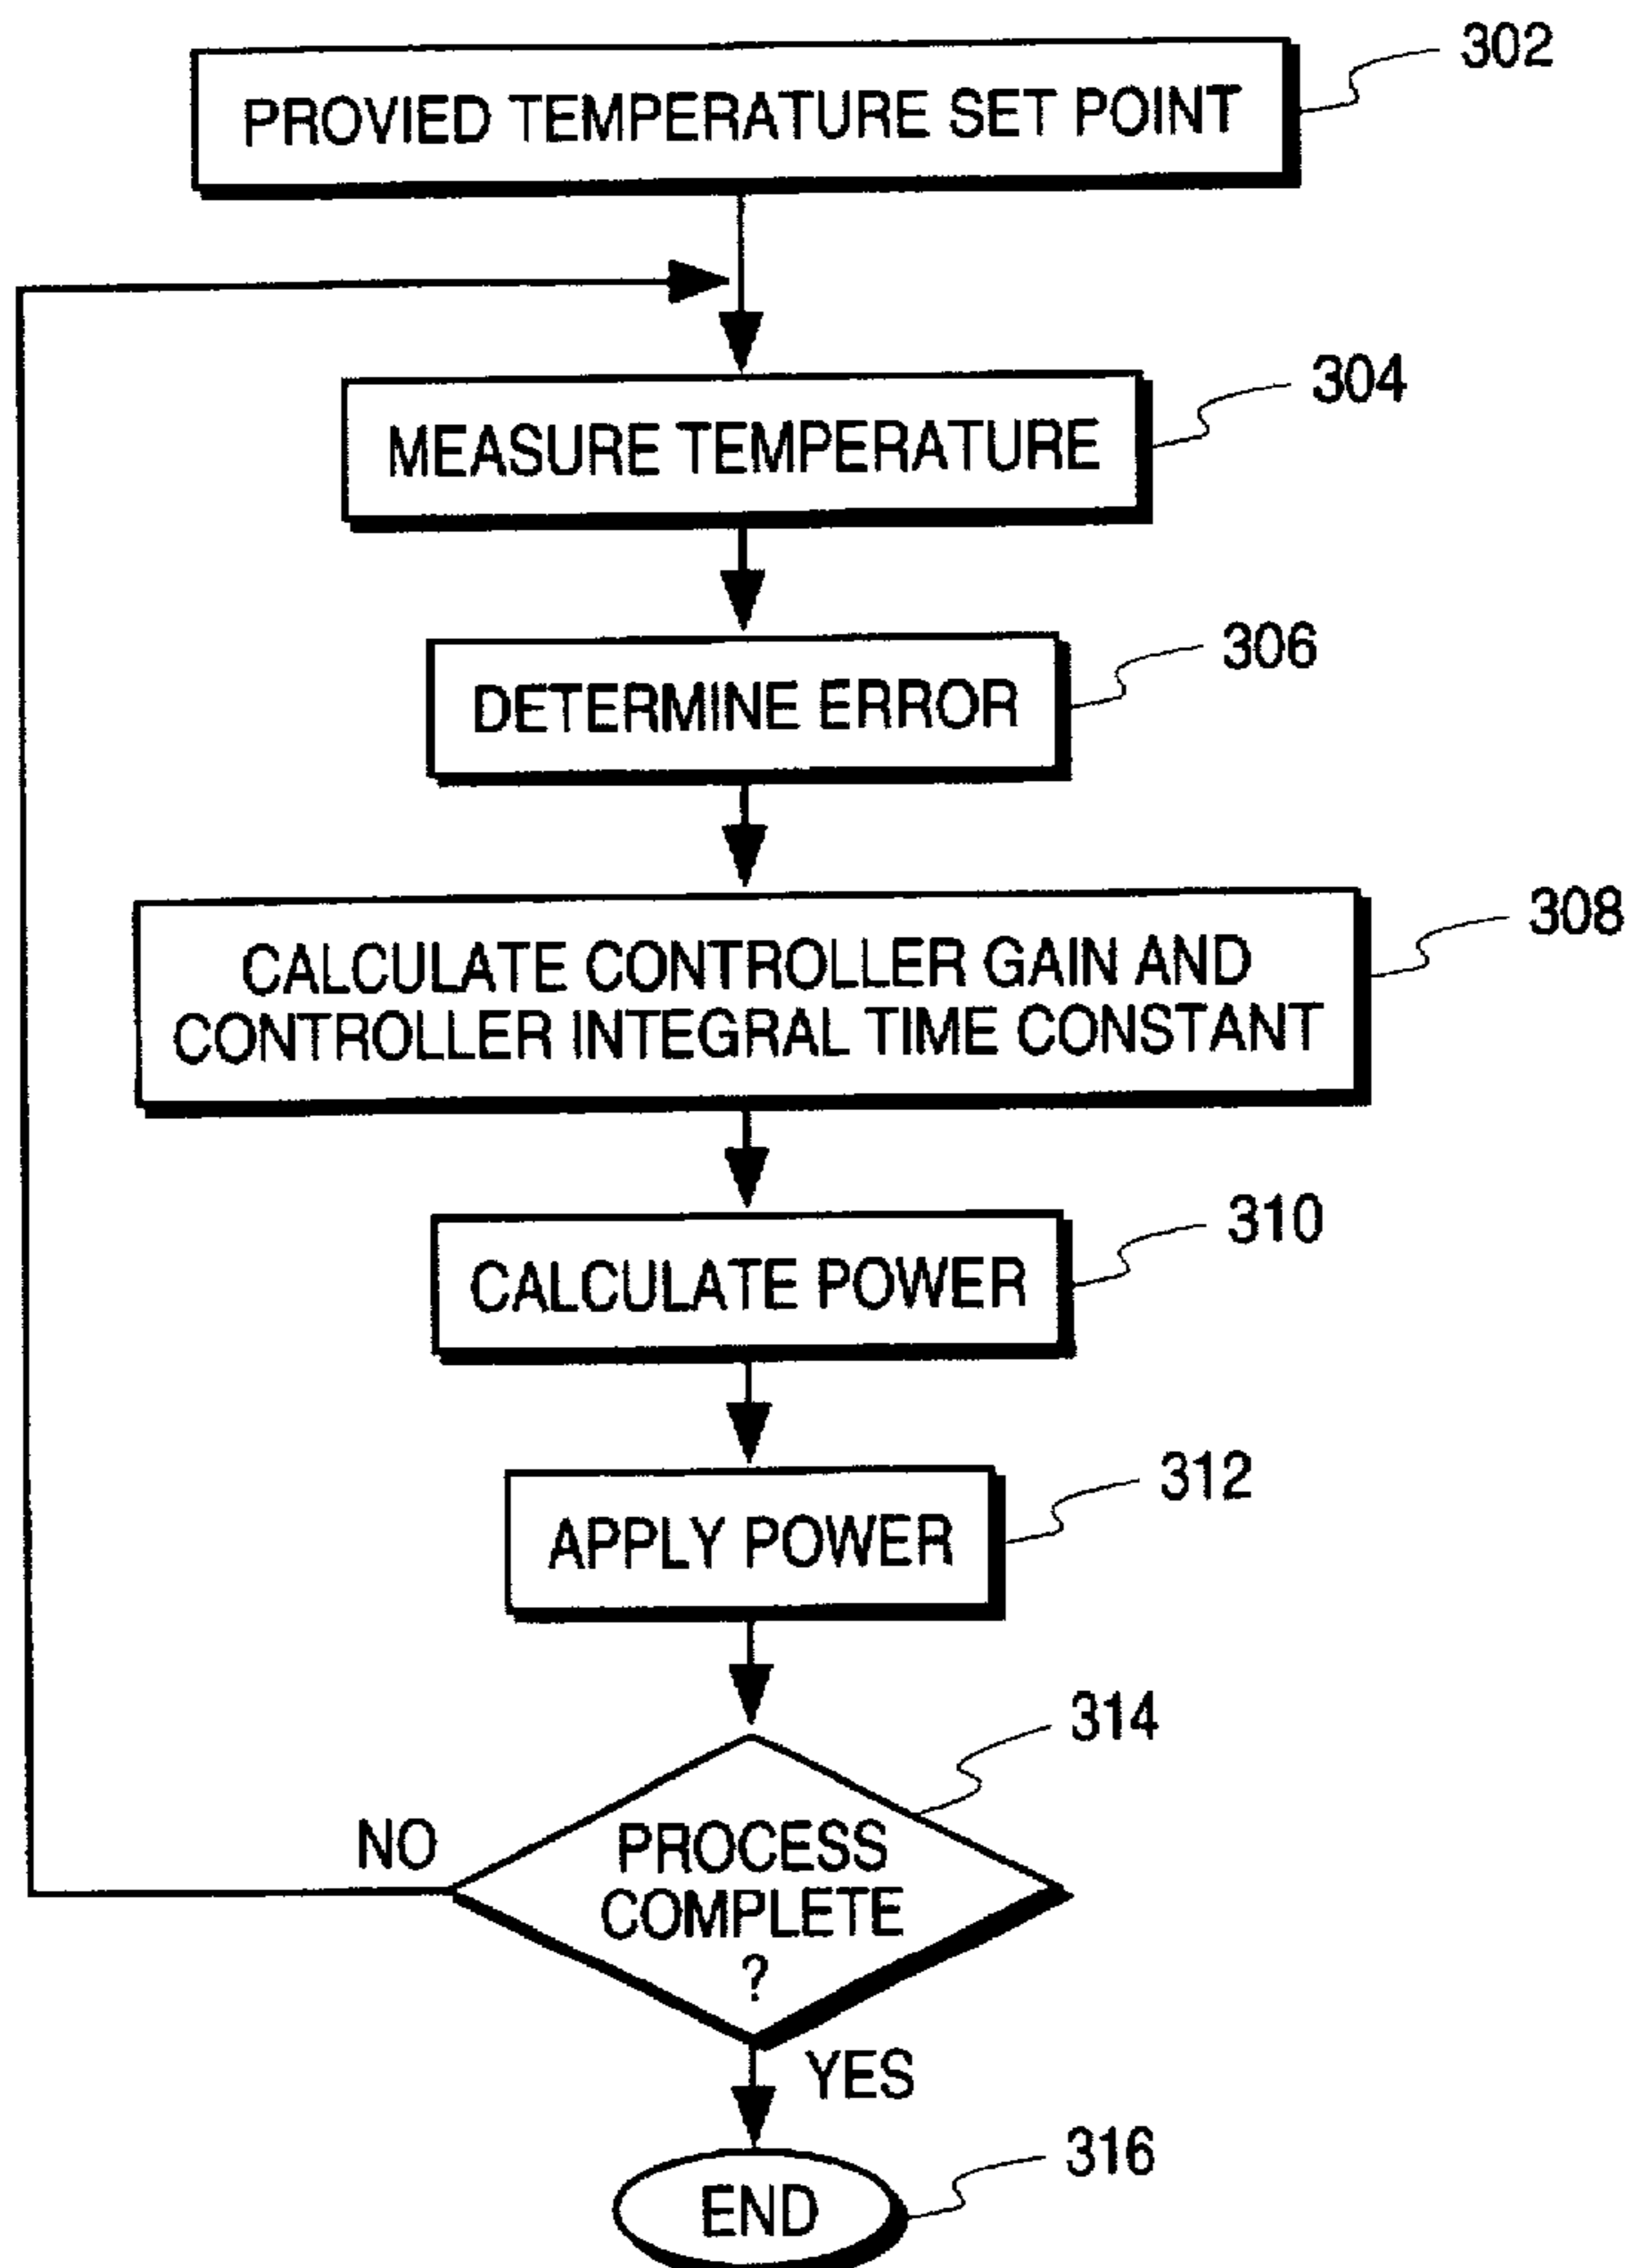 302
PROVIED TEMPERATURE SET POINT
304
MEASURE TEMPERATURE
306
DETERMINE ERROR
308
CALCULATE CONTROLLER GAIN AND
CONTROLLER INTEGRAL TIME CONSTANT
310
CALCULATE POWER
312
APPLY POWER
314
NO
PROCESS
COMPLETE
?
YES
316
END